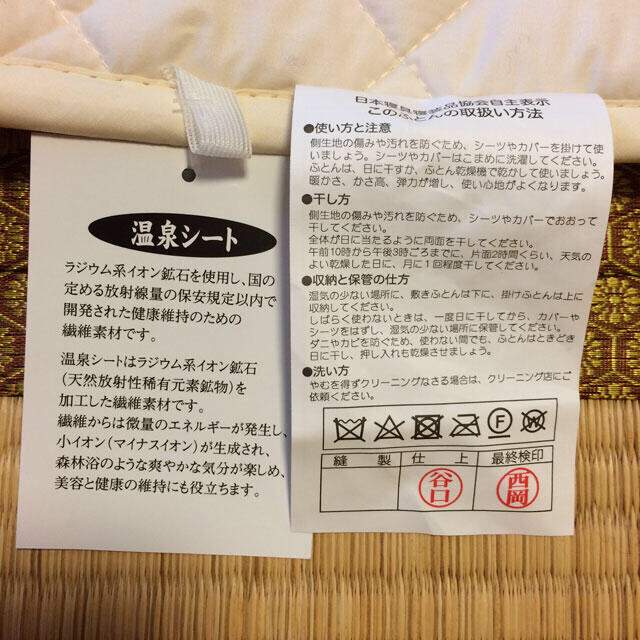 温泉シート
ラジウム系イオン鉱石を使用し、国の
定める放射線量の保安規定以内で
開発された健康維持のための
繊維素材です。
温泉シートはラジウム系イオン鉱石
(天然放射性稀有元素鉱物)を
加工した繊維素材です。
繊維からは微量のエネルギーが発生し、
小イオン(マイナスイオン)が生成され、
森林浴のような爽やかな気分が楽しめ、
美容と健康の維持にも役立ちます。
日本寝具寝装品協会自主表示
このふとんの取扱い方法
●使い方と注意
側生地の傷みや汚れを防ぐため、シーツやカバーを掛けて使
いましょう。シーツやカバーはこまめに洗濯してください。
ふとんは、日に干すか、ふとん乾燥機で乾かして使いましょう。
暖かさ、かさ高、弾力が増し、使い心地がよくなります。
●干し方
側生地の傷みや汚れを防ぐため、シーツやカバーでおおって
干してください。
全体が日に当たるように両面を干してください。
午前10時から午後3時ごろまでに、片面2時間くらい、天気の
よい乾燥した日に、月に1回程度干してください。
●収納と保管の仕方
湿気の少ない場所に、敷きふとんは下に、掛けふとんは上に
収納してください。
しばらく使わないときは、一度日に干してから、カバーや
シーツをはずし、湿気の少ない場所に保管してください。
ダニやカビを防ぐため、使わない間でも、ふとんはときどき
日に干し、押し入れも乾燥させましょう。
●洗い方
やむを得ずクリーニングなさる場合は、クリーニング店にご
依頼ください。
F W
縫製 仕上 最終検印
谷口 西岡